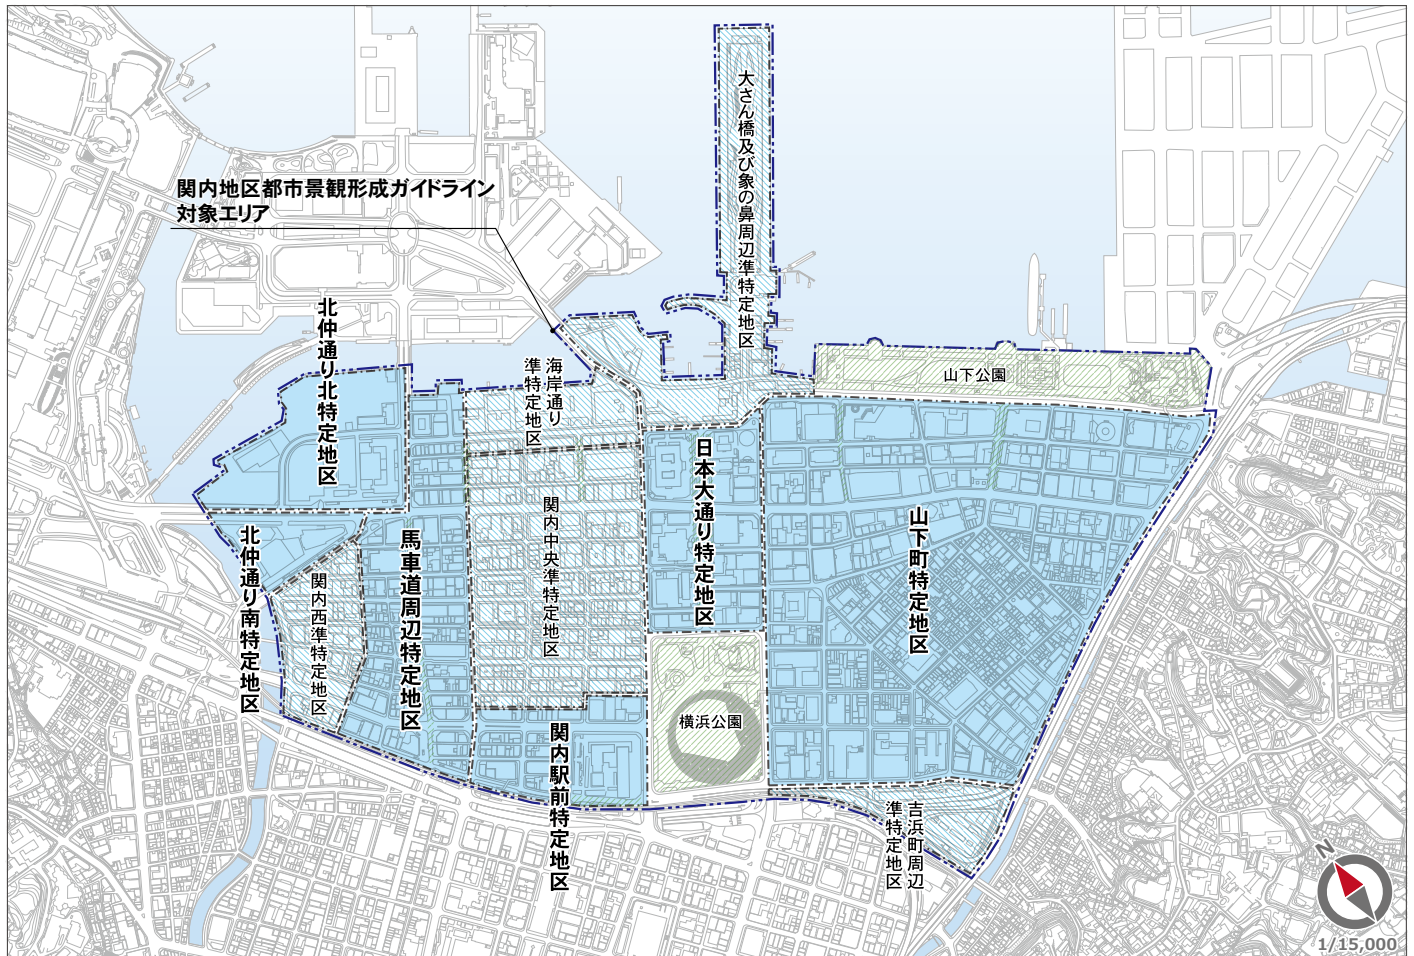 関内地区都市景観形成ガイドライン
対象エリア
大さん橋及び象の鼻周辺準特定地区
北仲通り北特定地区
海岸通り
準特定地区
山下公園
日本大通り特定地区
関内中央準特定地区
山下町特定地区
馬車道周辺特定地区
北仲通り南特定地区
関内西準特定地区
横浜公園
関内駅前特定地区
吉浜町周辺
準特定地区
N
1/15,000